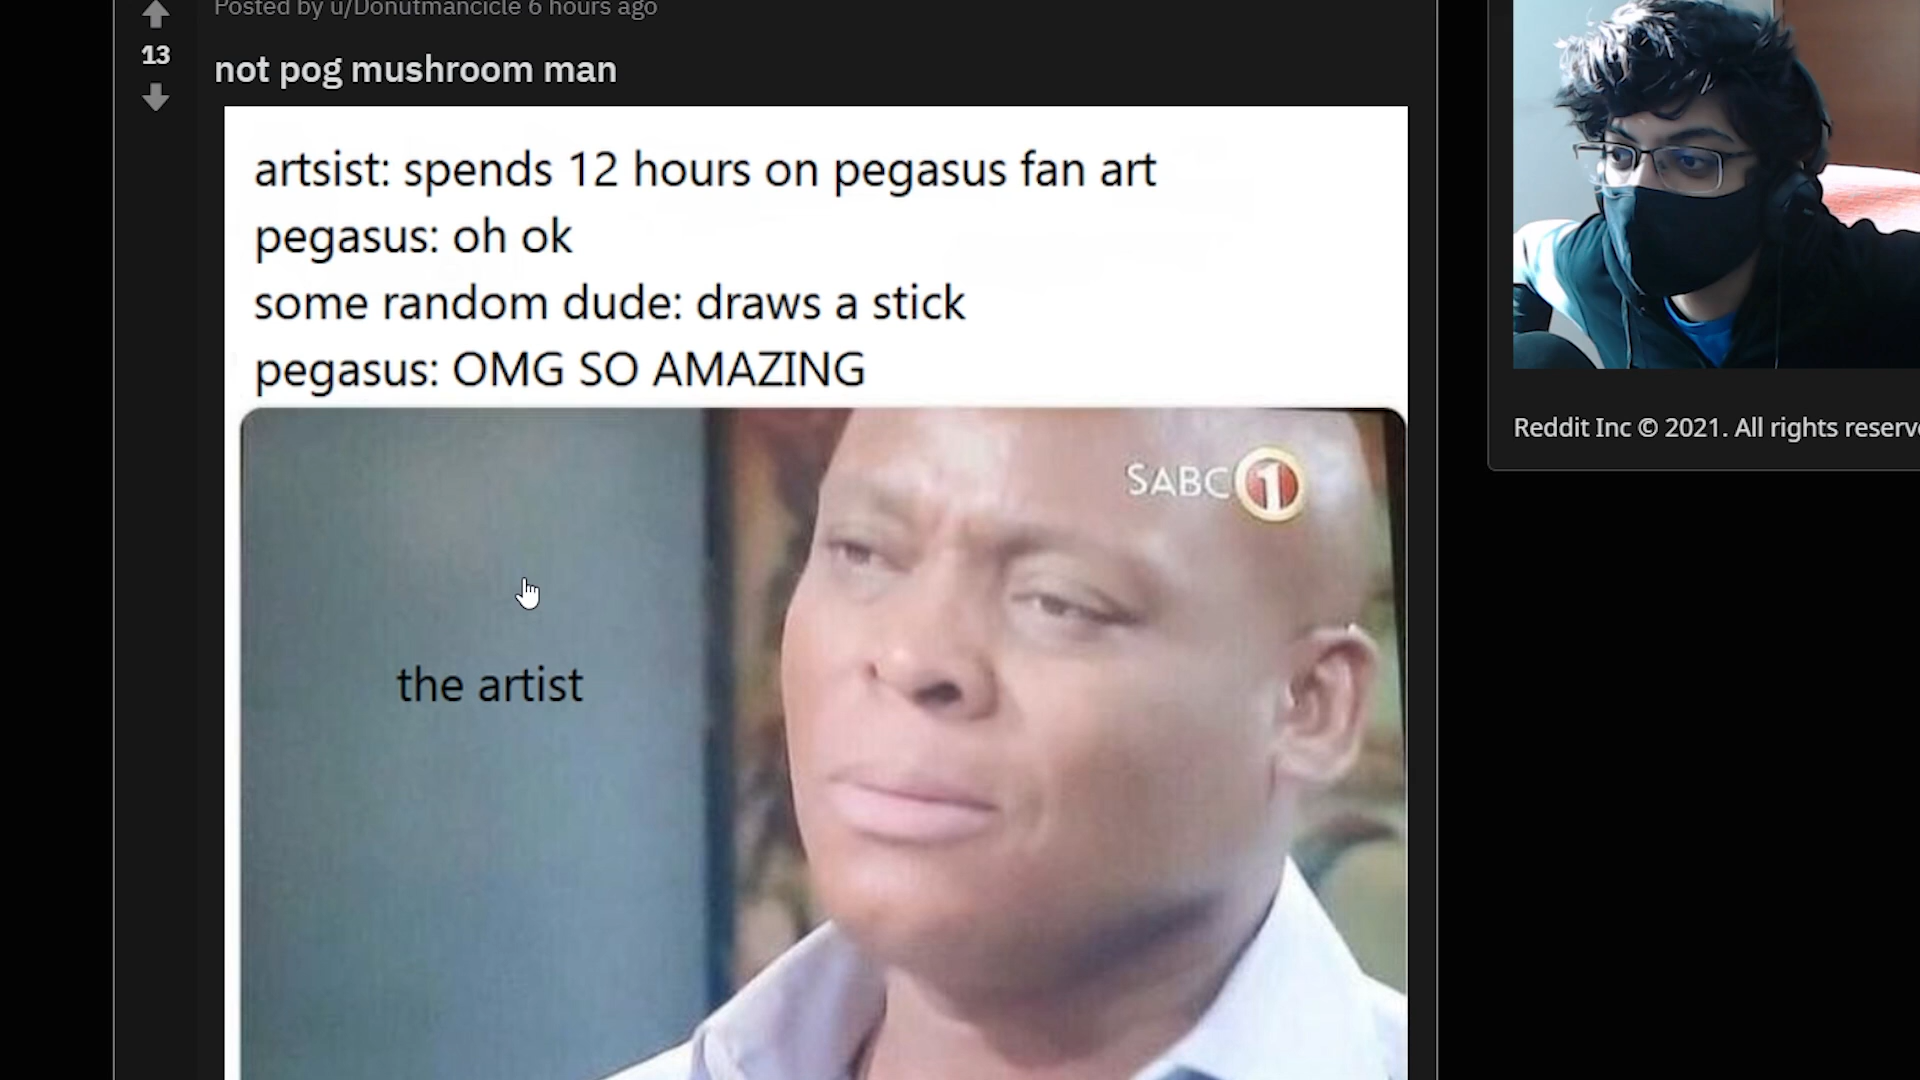 Posted by u/Donutmancicle 6 hours ago
13
not pog mushroom man
artsist: spends 12 hours on pegasus fan art
pegasus: oh ok
some random dude: draws a stick
pegasus: OMG SO AMAZING
SABC 1
the artist
Reddit Inc © 2021. All rights reserv